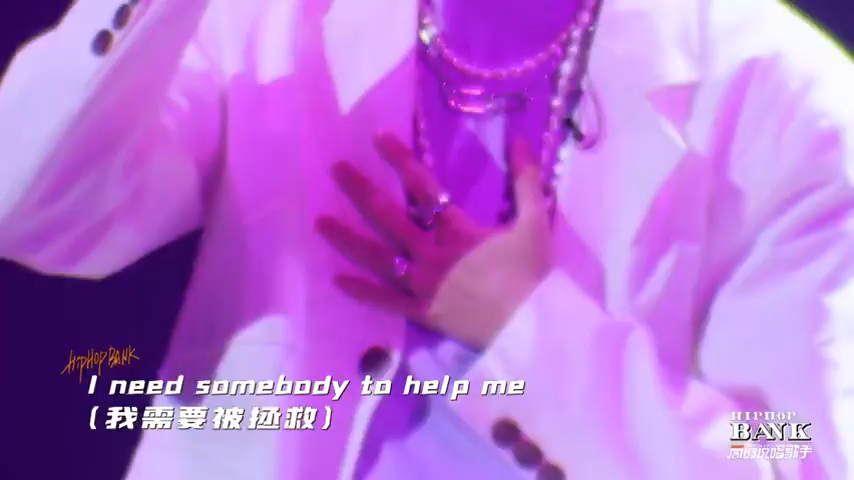 HIPHOP BANK
I need somebody to help me
(我需要被拯救)
HIPHOP
BANK